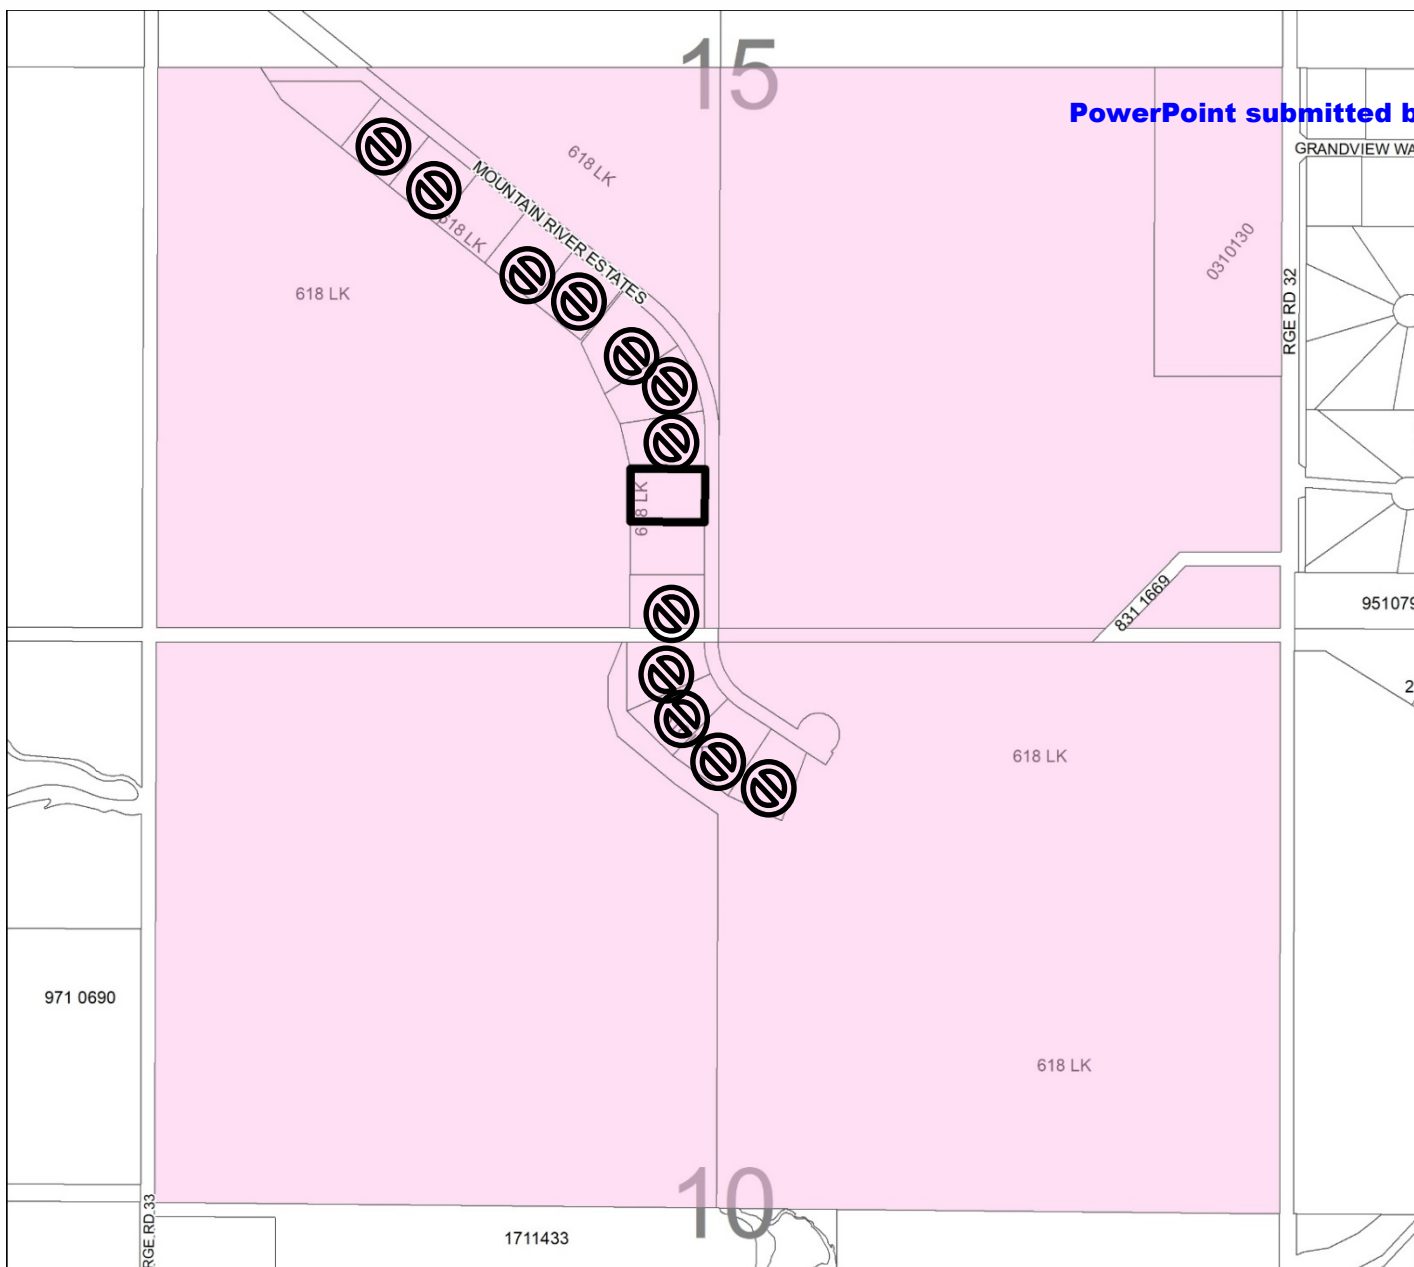 15
PowerPoint submitted b
GRANDVIEW WA
618 LK
MOUNTAIN RIVER ESTATES
618 LK
0310130
618 LK
RGE RD 32
618 LK
831 1669
951079
2
618 LK
971 0690
618 LK
10
RGE RD 33
1711433